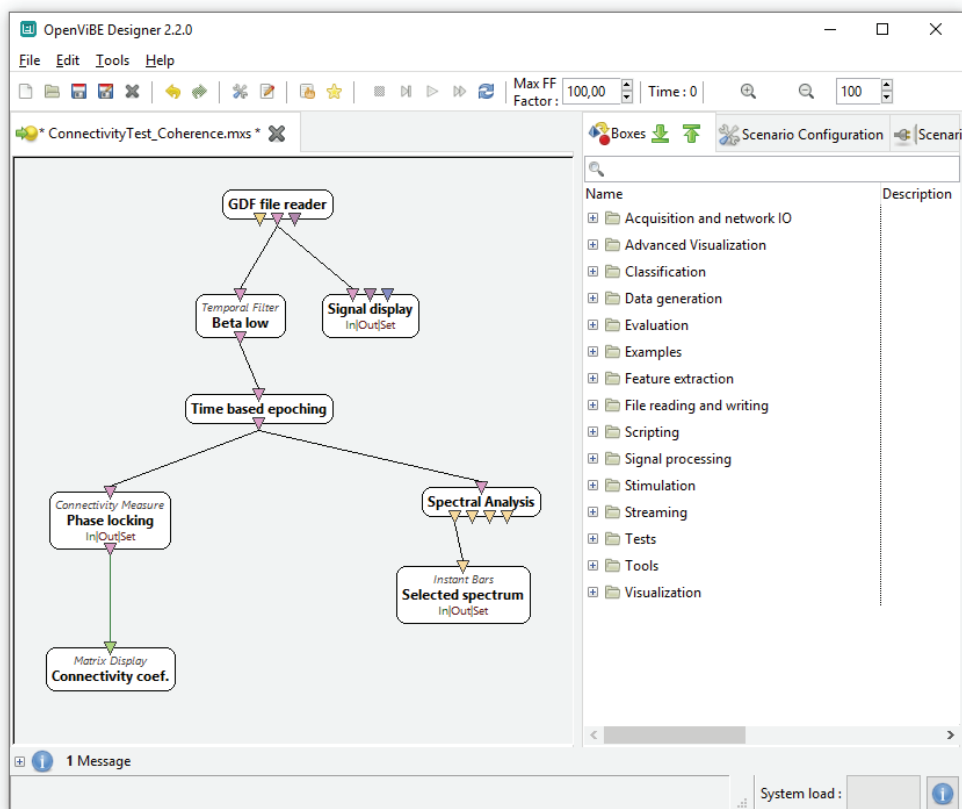 OpenViBE Designer 2.2.0
File Edit Tools Help
Max FF
Factor :
100,00
Time : 0
100
* ConnectivityTest_Coherence.mxs *
GDF file reader
Temporal Filter
Beta low
Signal display
In|Out|Set
Time based epoching
Connectivity Measure
Phase locking
In|Out|Set
Spectral Analysis
Instant Bars
Selected spectrum
In|Out|Set
Matrix Display
Connectivity coef.
Boxes
Scenario Configuration
Scenari
Name Description
Acquisition and network IO
Advanced Visualization
Classification
Data generation
Evaluation
Examples
Feature extraction
File reading and writing
Scripting
Signal processing
Stimulation
Streaming
Tests
Tools
Visualization
1 Message
System load :